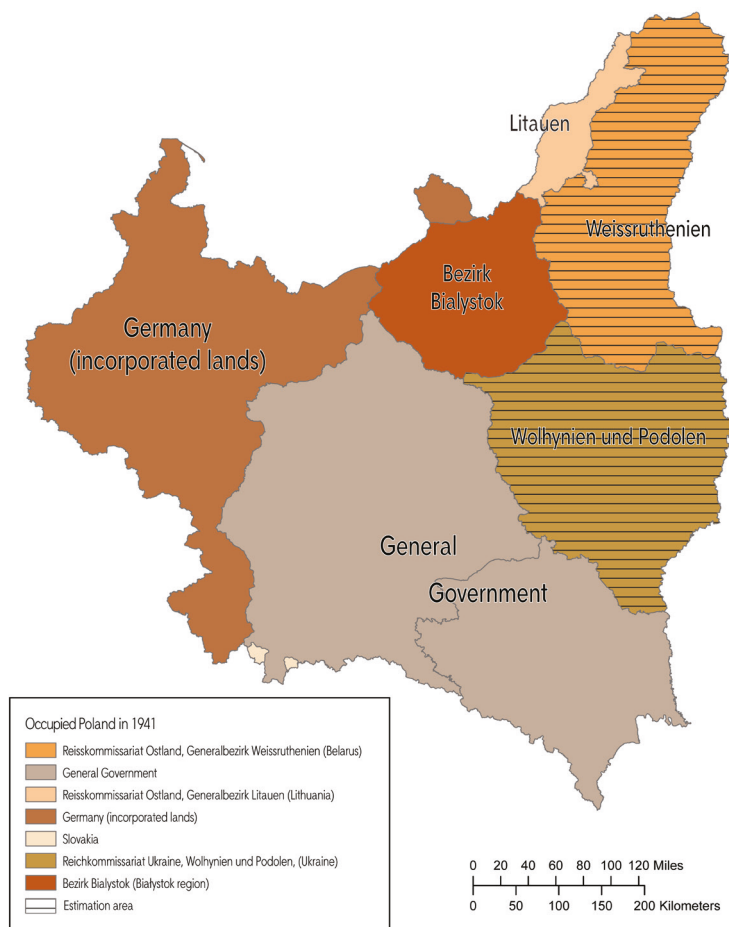 Litauen
Weissruthenien
Bezirk
Bialystok
Germany
(incorporated lands)
Wolhynien und Podolen
General
Government
Occupied Poland in 1941
Reisskommissariat Ostland, Generalbezirk Weissruthenien (Belarus)
General Government
Reisskommissariat Ostland, Generalbezirk Litauen (Lithuania)
Germany (incorporated lands)
Slovakia
Reichkommissariat Ukraine, Wolhynien und Podolen, (Ukraine)
Bezirk Bialystok (Białystok region)
Estimation area
0 20 40 60 80 100 120 Miles
0 50 100 150 200 Kilometers